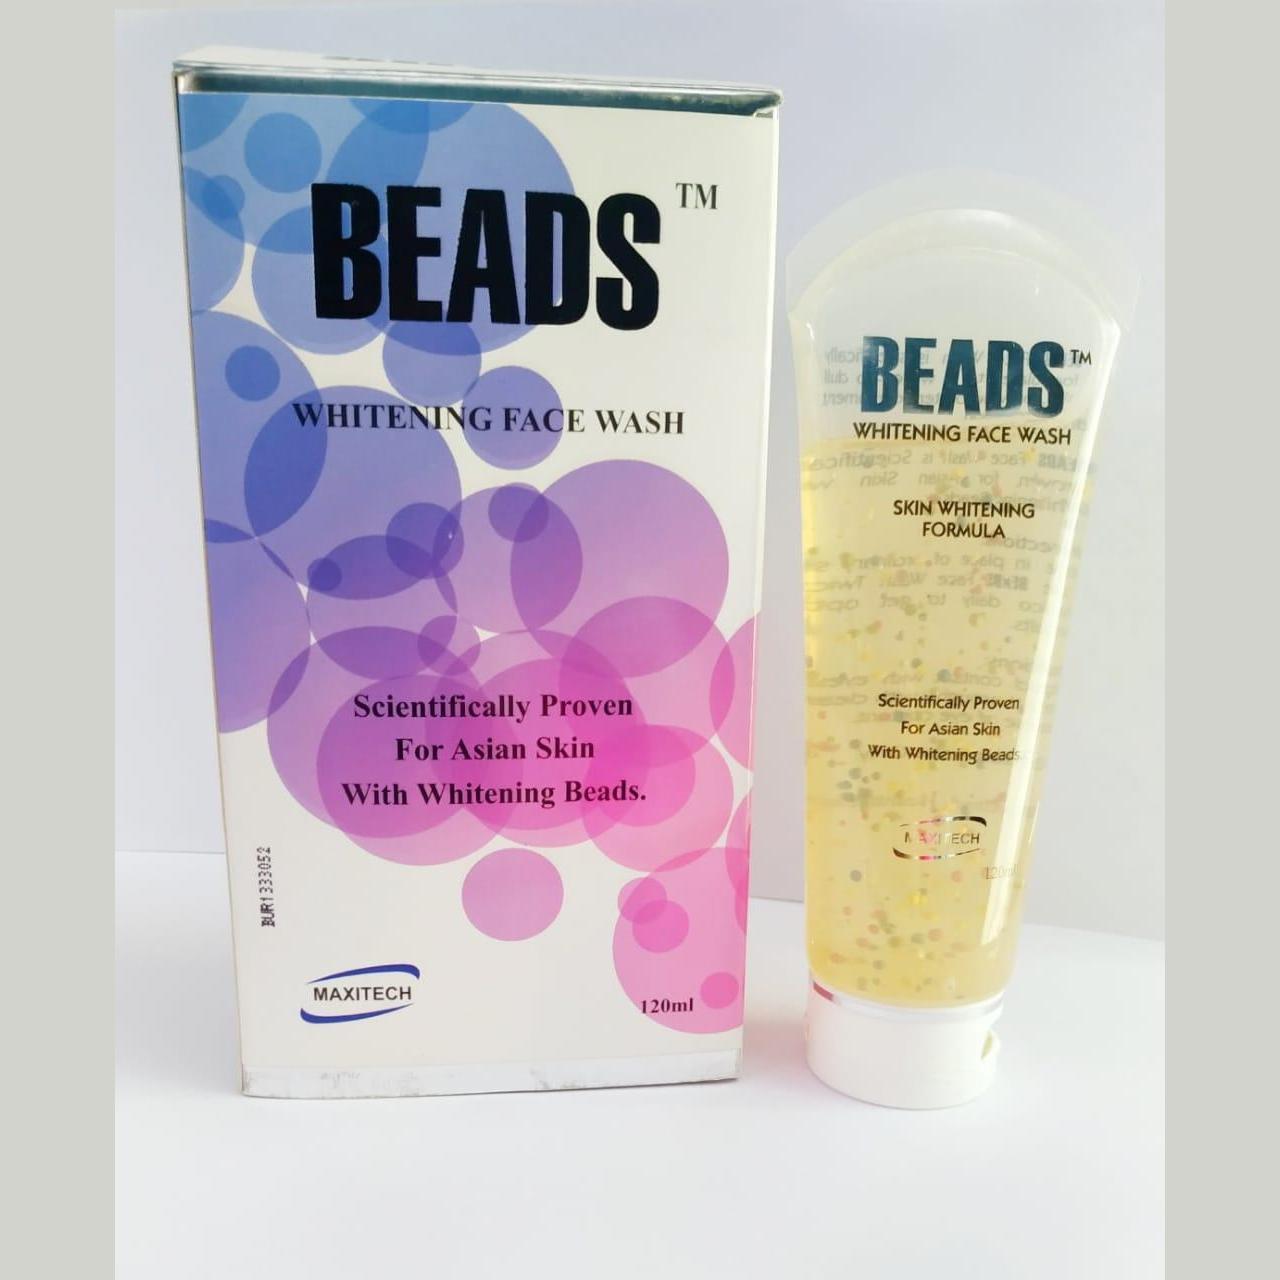 BEADS TM
WHITENING FACE WASH
Scientifically Proven
For Asian Skin
With Whitening Beads.
BUR1333052
MAXITECH
120ml
BEADS TM
WHITENING FACE WASH
SKIN WHITENING
FORMULA
Scientifically Proven
For Asian Skin
With Whitening Beads.
MAXITECH
120ml